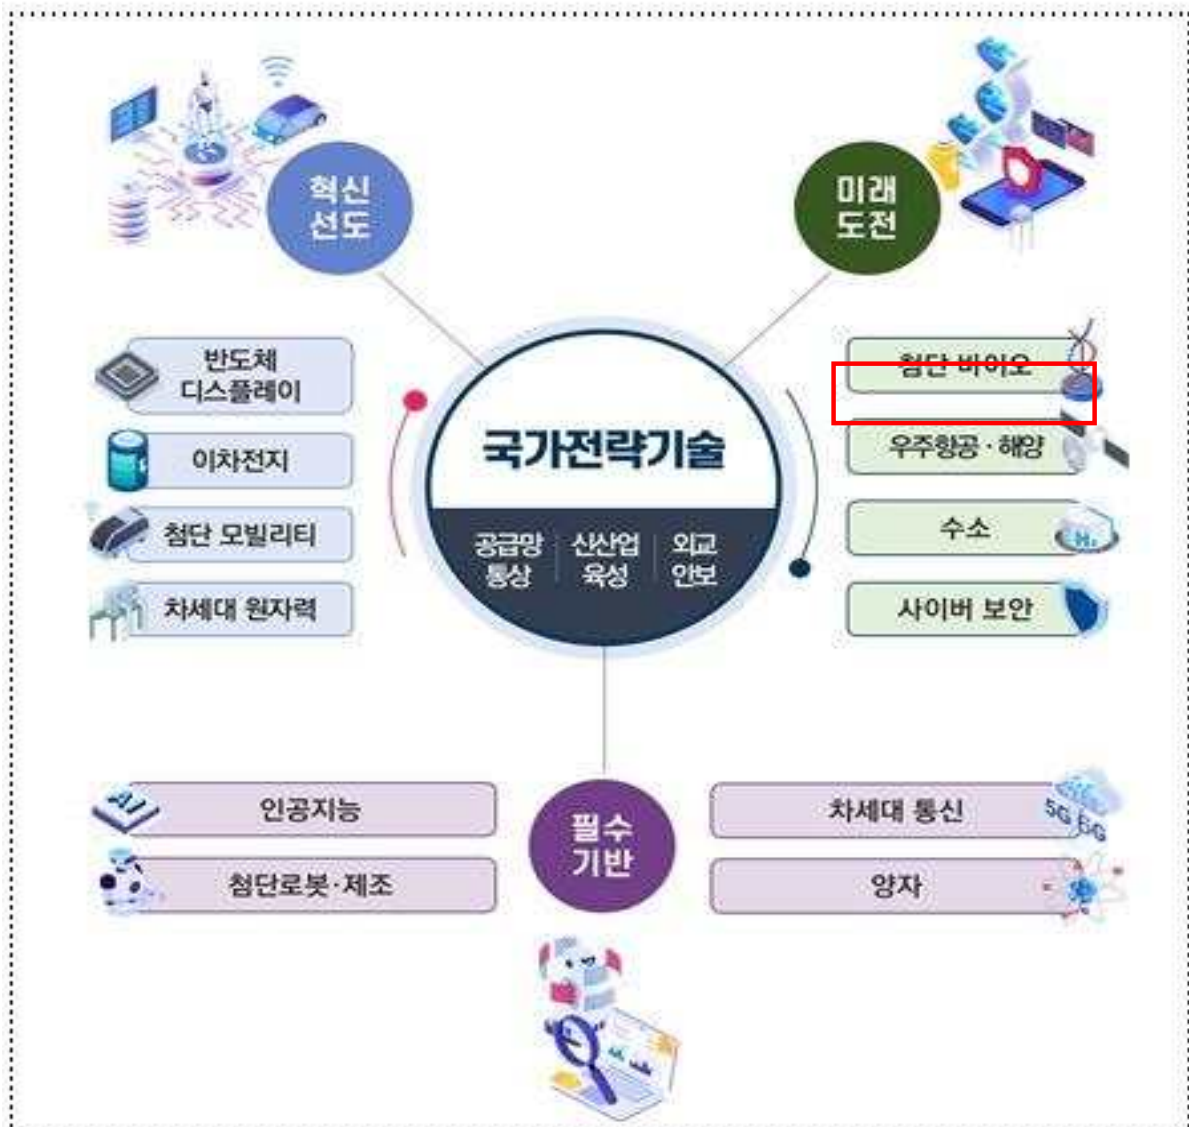 혁신
선도
미래
도전
반도체
디스플레이
이차전지
첨단 모빌리티
차세대 원자력
국가전략기술
공급망
통상
신산업
육성
외교
안보
첨단 바이오
우주항공·해양
수소
H₂
사이버 보안
필수
기반
AI
인공지능
첨단로봇·제조
차세대 통신
5G 6G
양자